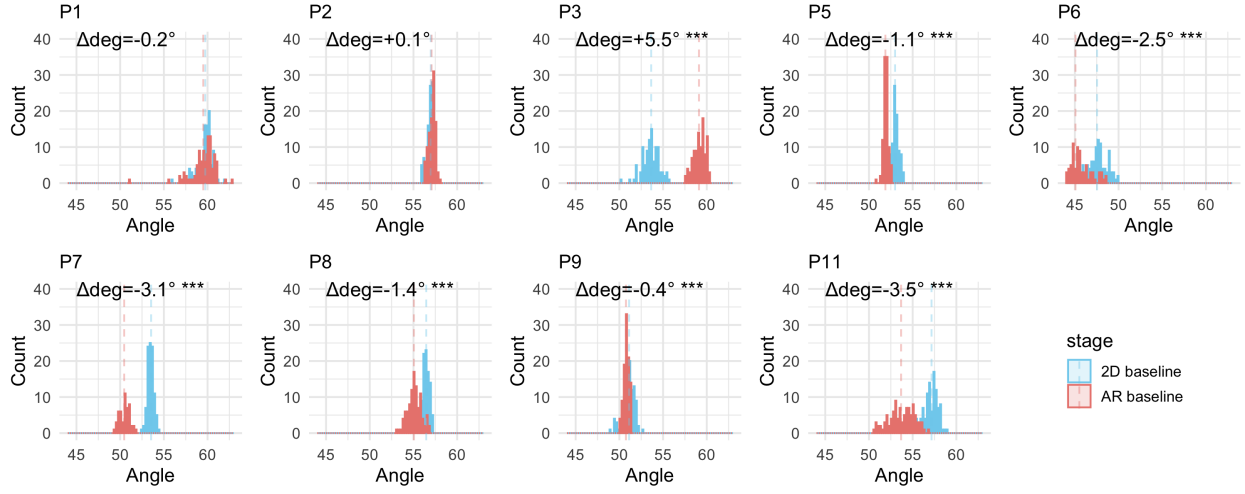 P1
Δdeg=-0.2°
40
30
20
10
0
Count
45 50 55 60
Angle
P2
Δdeg=+0.1°
40
30
20
10
0
Count
45 50 55 60
Angle
P3
Δdeg=+5.5° ***
40
30
20
10
0
Count
45 50 55 60
Angle
P5
Δdeg=-1.1° ***
40
30
20
10
0
Count
45 50 55 60
Angle
P6
Δdeg=-2.5° ***
40
30
20
10
0
Count
45 50 55 60
Angle
P7
Δdeg=-3.1° ***
40
30
20
10
0
Count
45 50 55 60
Angle
P8
Δdeg=-1.4° ***
40
30
20
10
0
Count
45 50 55 60
Angle
P9
Δdeg=-0.4° ***
40
30
20
10
0
Count
45 50 55 60
Angle
P11
Δdeg=-3.5° ***
40
30
20
10
0
Count
45 50 55 60
Angle
stage
2D baseline
AR baseline